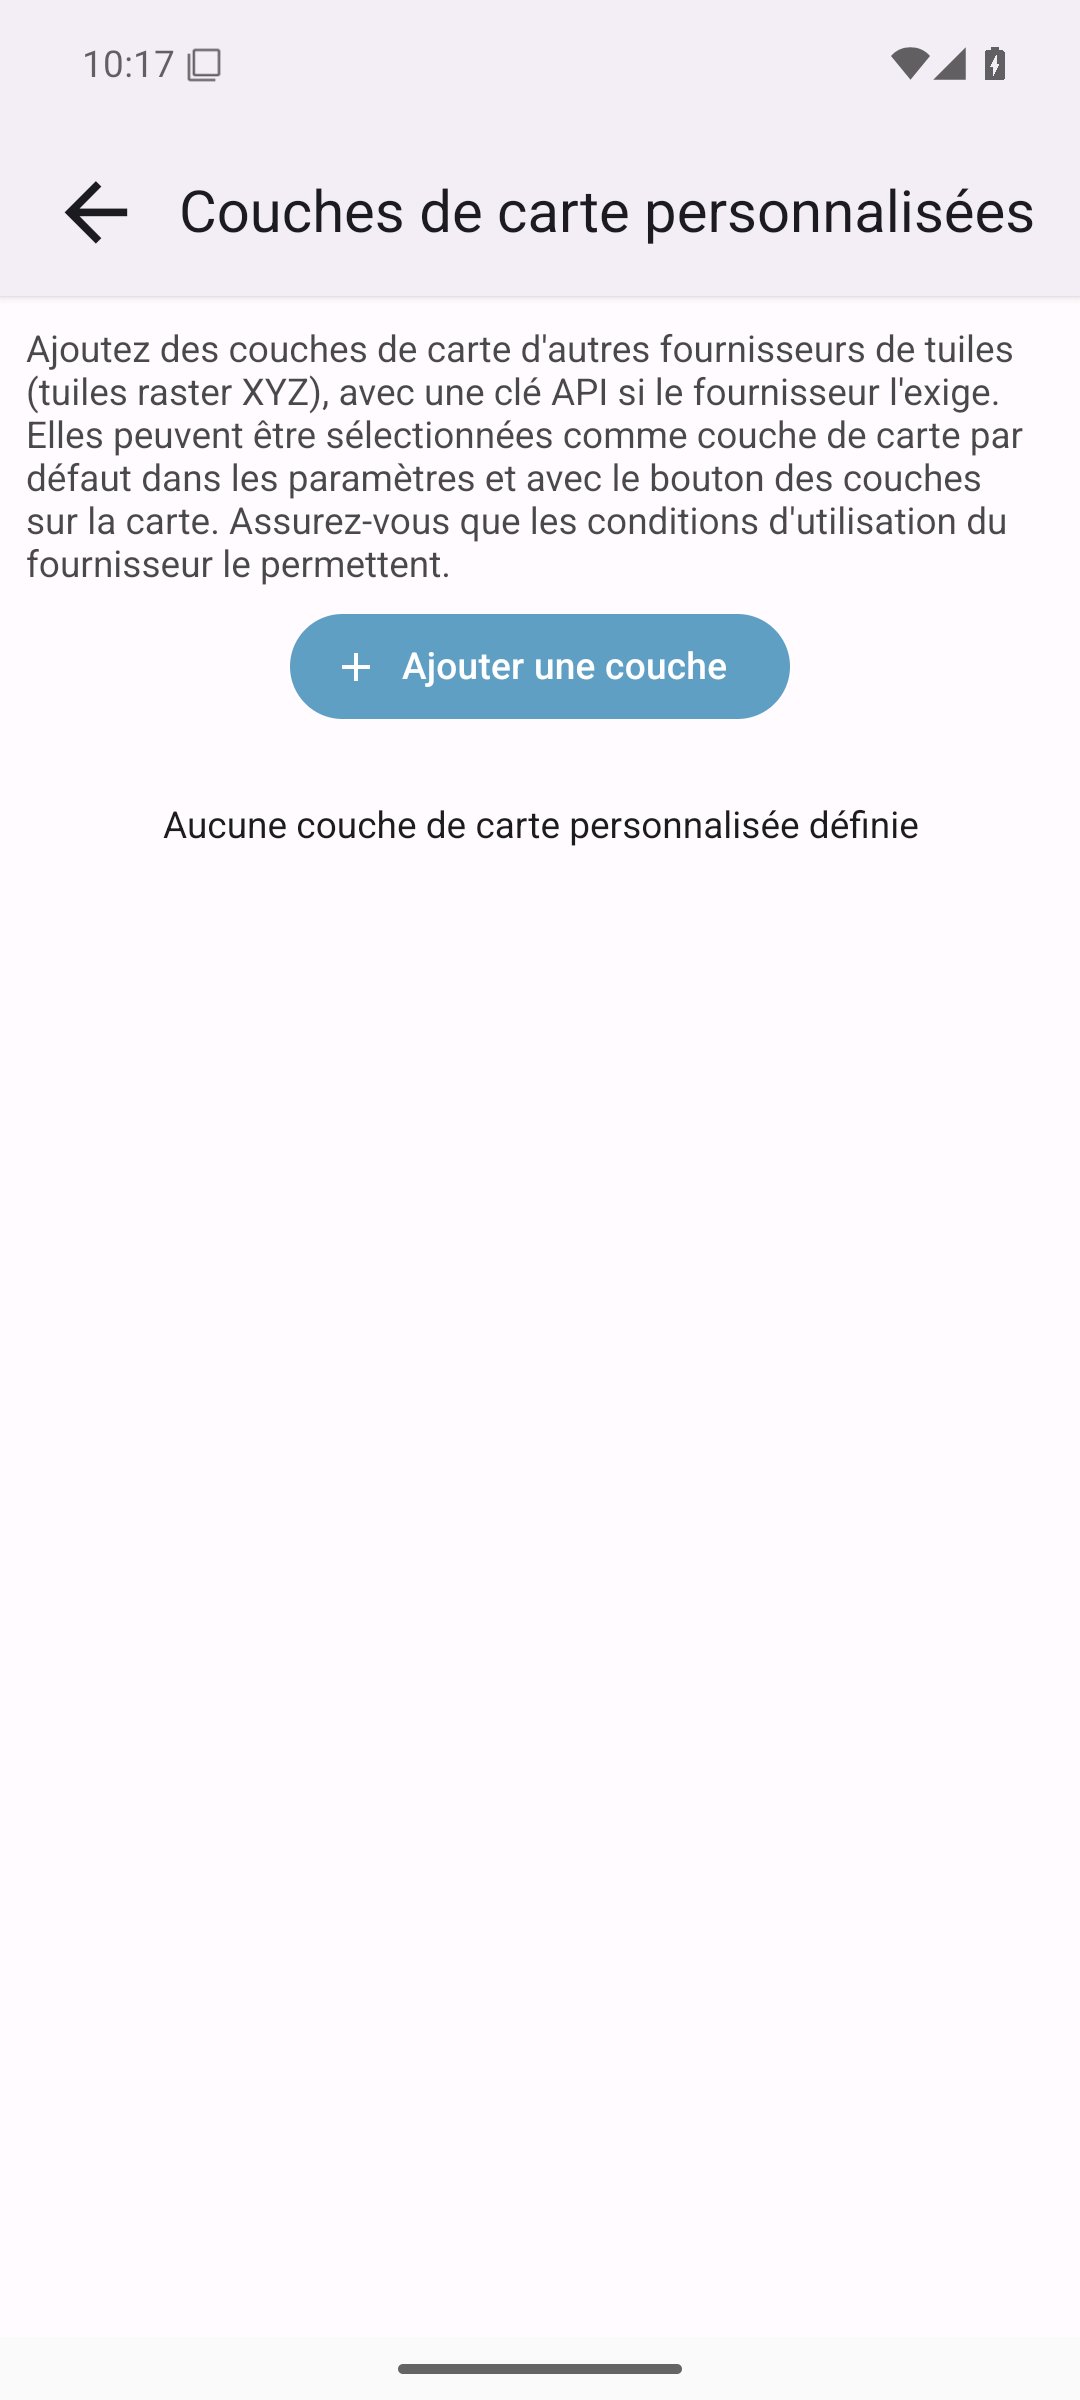 10:17
Couches de carte personnalisées
Ajoutez des couches de carte d'autres fournisseurs de tuiles
(tuiles raster XYZ), avec une clé API si le fournisseur l'exige.
Elles peuvent être sélectionnées comme couche de carte par
défaut dans les paramètres et avec le bouton des couches
sur la carte. Assurez-vous que les conditions d'utilisation du
fournisseur le permettent.
Ajouter une couche
Aucune couche de carte personnalisée définie